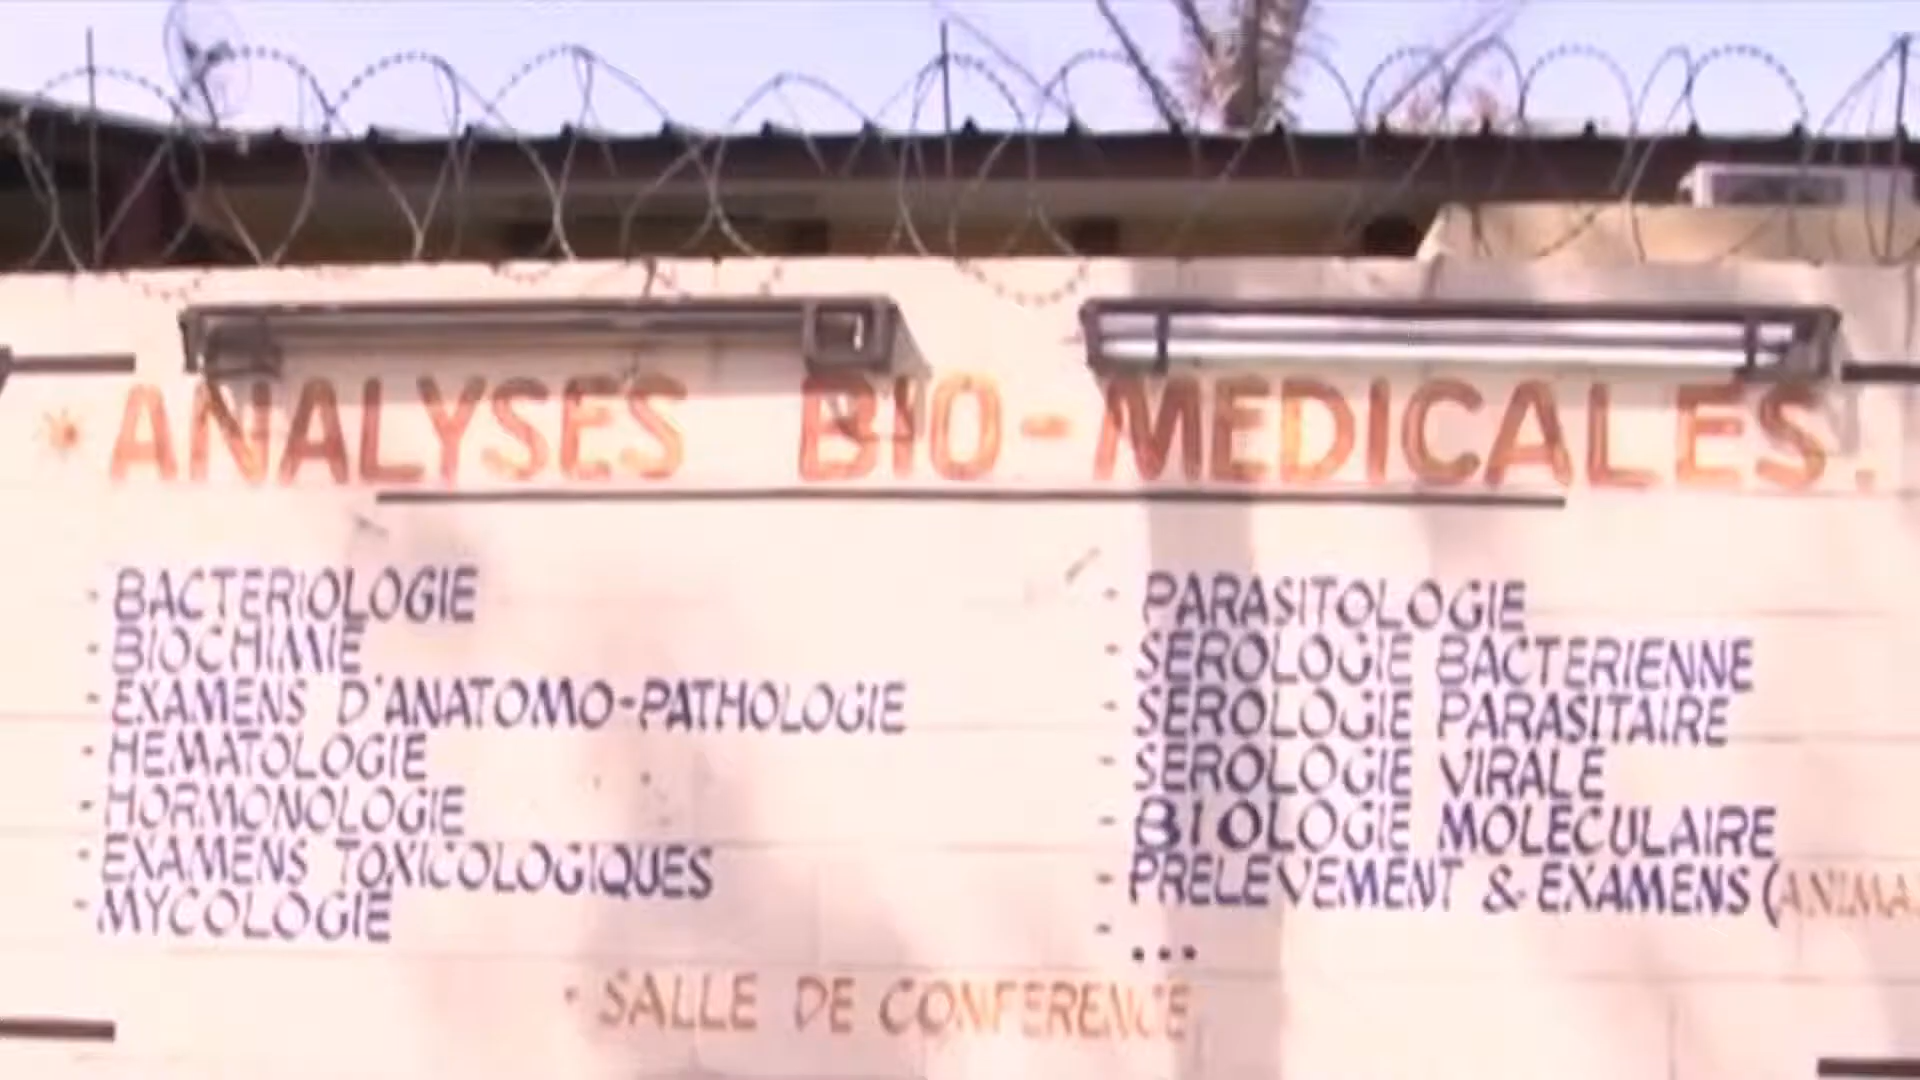 * ANALYSES BIO-MEDICALES.
- BACTERIOLOGIE
- BIOCHIMIE
- EXAMENS D'ANATOMO-PATHOLOGIE
- HEMATOLOGIE
- HORMONOLOGIE
- EXAMENS TOXICOLOGIQUES
- MYCOLOGIE
- PARASITOLOGIE
- SEROLOGIE BACTERIENNE
- SEROLOGIE PARASITAIRE
- SEROLOGIE VIRALE
- BIOLOGIE MOLECULAIRE
- PRELEVEMENT & EXAMENS (ANIMA
- ...
- SALLE DE CONFERENCE